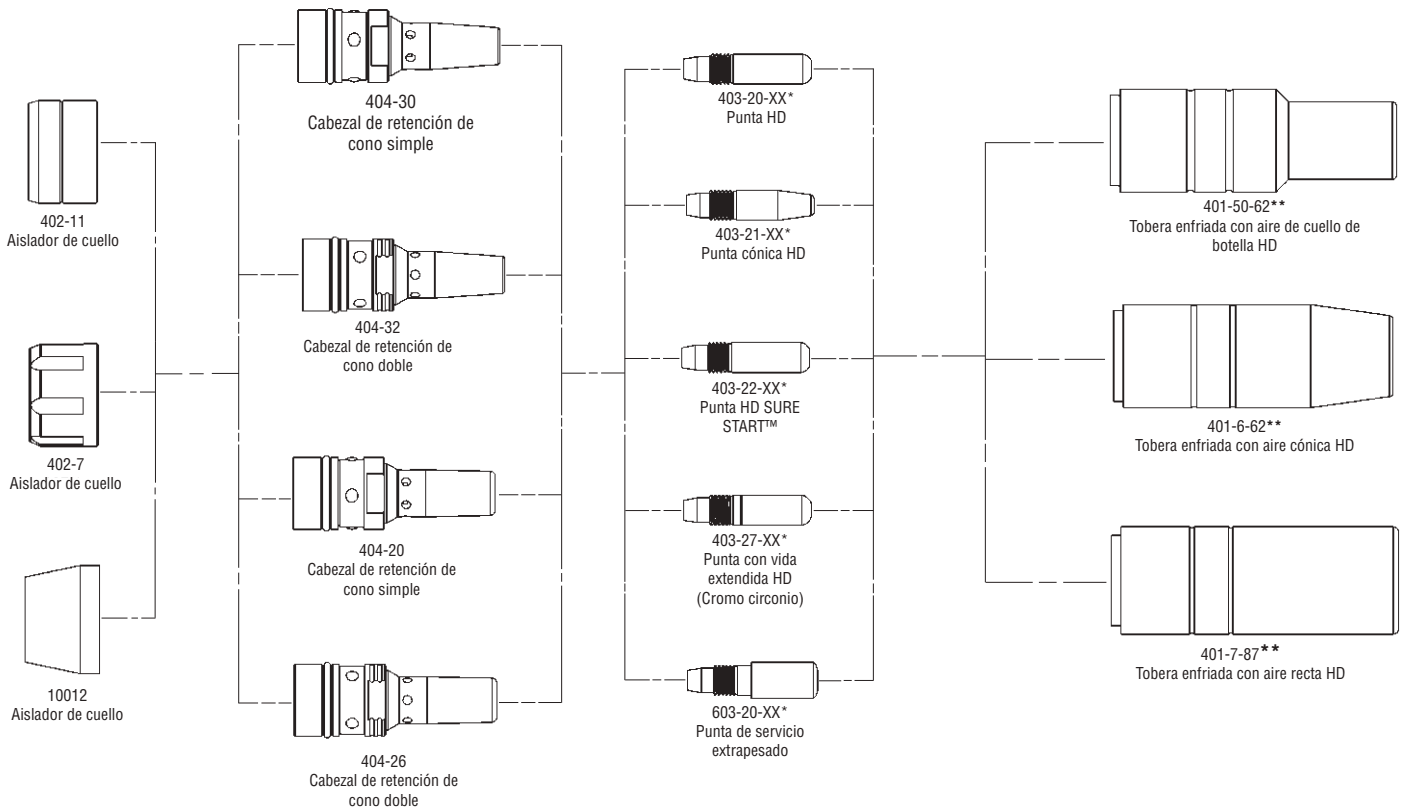 402-11
Aislador de cuello
402-7
Aislador de cuello
10012
Aislador de cuello
404-30
Cabezal de retención de
cono simple
404-32
Cabezal de retención de
cono doble
404-20
Cabezal de retención de
cono simple
404-26
Cabezal de retención de
cono doble
403-20-XX*
Punta HD
403-21-XX*
Punta cónica HD
403-22-XX*
Punta HD SURE
START™
403-27-XX*
Punta con vida
extendida HD
(Cromo circonio)
603-20-XX*
Punta de servicio
extrapesado
401-50-62**
Tobera enfriada con aire de cuello de
botella HD
401-6-62**
Tobera enfriada con aire cónica HD
401-7-87**
Tobera enfriada con aire recta HD